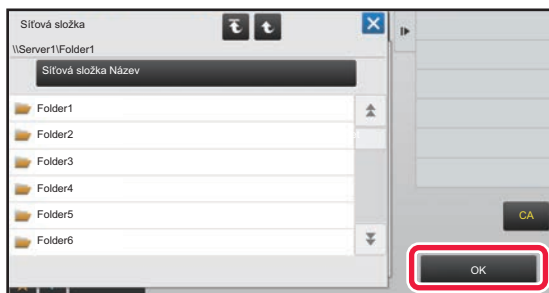 Síťová složka
\\Server1\Folder1
Síťová složka Název
Folder1
Folder2
Folder3
Folder4
Folder5
Folder6
CA
OK